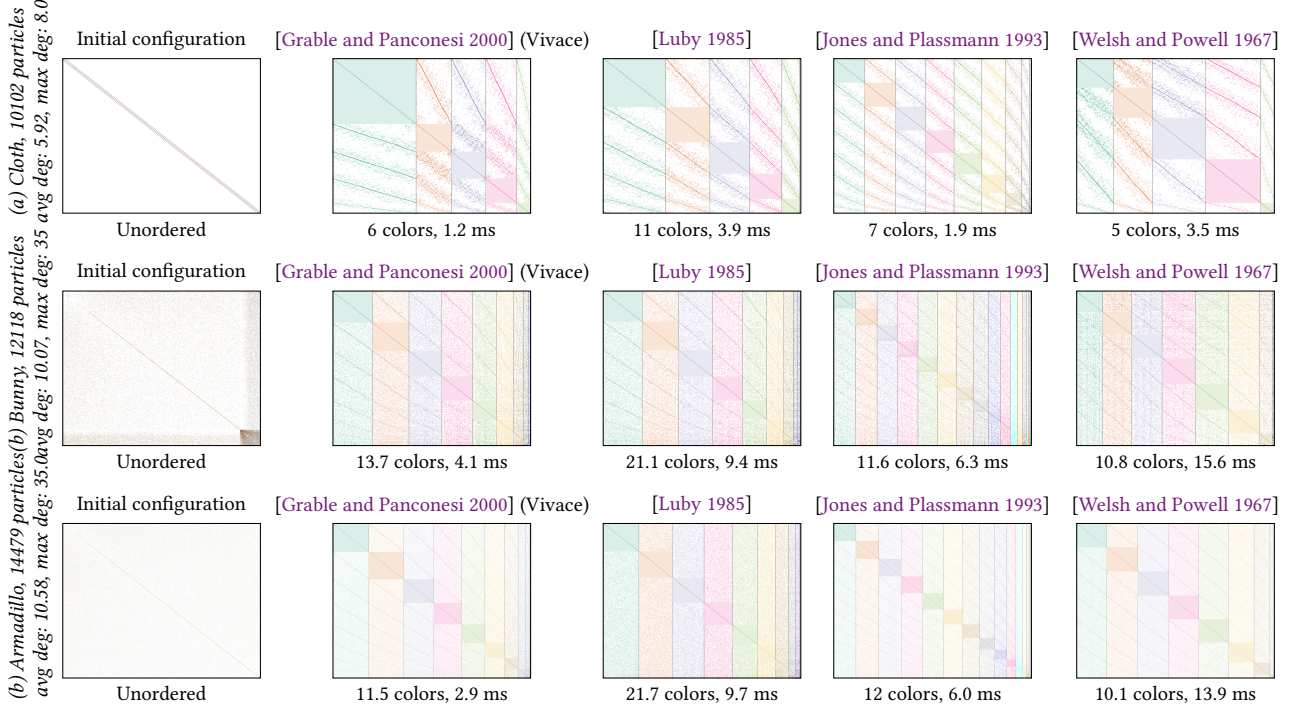 (a) Cloth, 10102 particles
avg deg: 5.92, max deg: 8.0
Initial configuration
[Grable and Panconesi 2000] (Vivace)
[Luby 1985]
[Jones and Plassmann 1993]
[Welsh and Powell 1967]
Unordered
6 colors, 1.2 ms
11 colors, 3.9 ms
7 colors, 1.9 ms
5 colors, 3.5 ms
(b) Bunny, 12118 particles
avg deg: 10.07, max deg: 35
Initial configuration
[Grable and Panconesi 2000] (Vivace)
[Luby 1985]
[Jones and Plassmann 1993]
[Welsh and Powell 1967]
Unordered
13.7 colors, 4.1 ms
21.1 colors, 9.4 ms
11.6 colors, 6.3 ms
10.8 colors, 15.6 ms
(b) Armadillo, 14479 particles
avg deg: 10.58, max deg: 35.0
Initial configuration
[Grable and Panconesi 2000] (Vivace)
[Luby 1985]
[Jones and Plassmann 1993]
[Welsh and Powell 1967]
Unordered
11.5 colors, 2.9 ms
21.7 colors, 9.7 ms
12 colors, 6.0 ms
10.1 colors, 13.9 ms